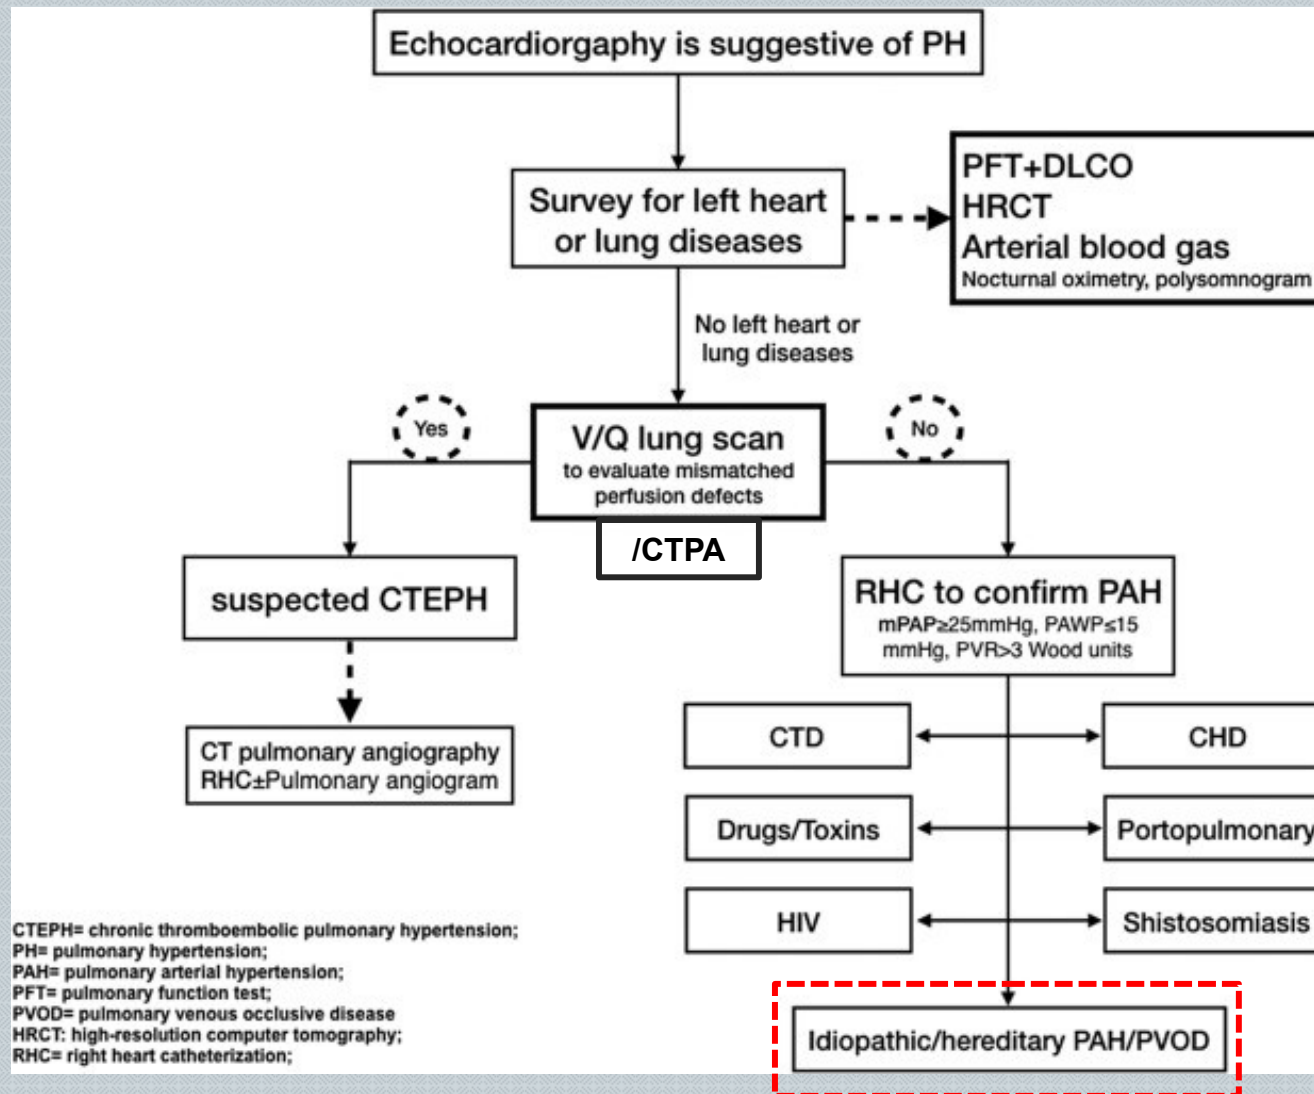 Echocardiorgaphy is suggestive of PH
Survey for left heart
or lung diseases
PFT+DLCO
HRCT
Arterial blood gas
Nocturnal oximetry, polysomnogram
No left heart or
lung diseases
Yes
V/Q lung scan
to evaluate mismatched
perfusion defects
No
/CTPA
suspected CTEPH
RHC to confirm PAH
mPAP≥25mmHg, PAWP≤15
mmHg, PVR>3 Wood units
CT pulmonary angiography
RHC±Pulmonary angiogram
CTD
CHD
Drugs/Toxins
Portopulmonary
HIV
Shistosomiasis
Idiopathic/hereditary PAH/PVOD
CTEPH= chronic thromboembolic pulmonary hypertension;
PH= pulmonary hypertension;
PAH= pulmonary arterial hypertension;
PFT= pulmonary function test;
PVOD= pulmonary venous occlusive disease
HRCT: high-resolution computer tomography;
RHC= right heart catheterization;